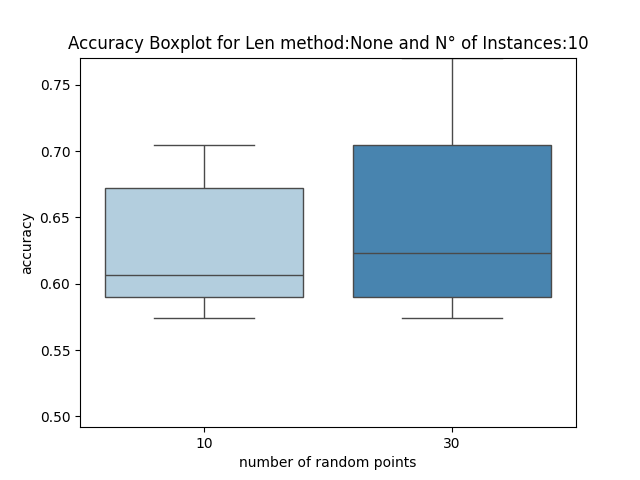 Accuracy Boxplot for Len method:None and N° of Instances:10
0.75
0.70
0.65
0.60
0.55
0.50
accuracy
10 30
number of random points